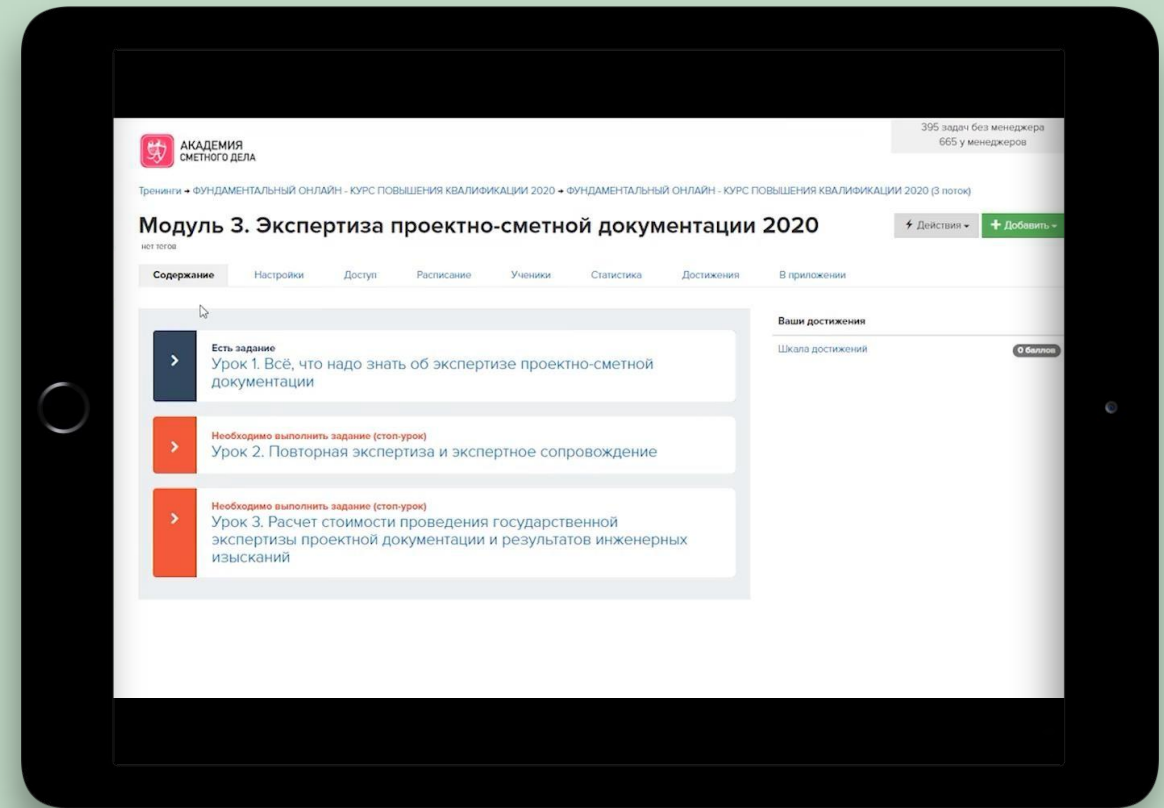 АКАДЕМИЯ
СМЕТНОГО ДЕЛА
395 задач без менеджера
665 у менеджеров
Тренинги → ФУНДАМЕНТАЛЬНЫЙ ОНЛАЙН - КУРС ПОВЫШЕНИЯ КВАЛИФИКАЦИИ 2020 → ФУНДАМЕНТАЛЬНЫЙ ОНЛАЙН - КУРС ПОВЫШЕНИЯ КВАЛИФИКАЦИИ 2020 (3 поток)
Модуль 3. Экспертиза проектно-сметной документации 2020
Действия
Добавить
нет тегов
Содержание Настройки Доступ Расписание Ученики Статистика Достижения В приложении
Есть задание
Урок 1. Всё, что надо знать об экспертизе проектно-сметной
документации
Необходимо выполнить задание (стоп-урок)
Урок 2. Повторная экспертиза и экспертное сопровождение
Необходимо выполнить задание (стоп-урок)
Урок 3. Расчет стоимости проведения государственной
экспертизы проектной документации и результатов инженерных
изысканий
Ваши достижения
Шкала достижений 0 баллов